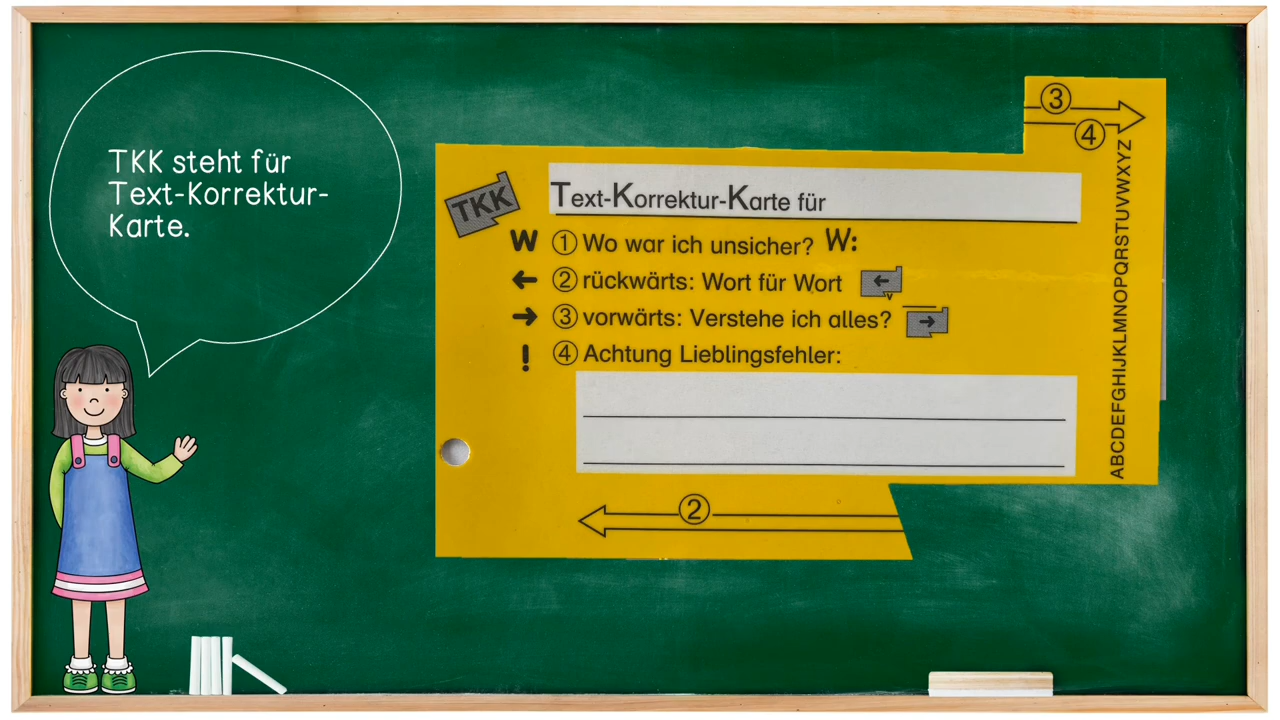 TKK steht für
Text-Korrektur-
Karte.
③
④
TKK
Text-Korrektur-Karte für
W ① Wo war ich unsicher? W:
← ② rückwärts: Wort für Wort ←
→ ③ vorwärts: Verstehe ich alles? →
! ④ Achtung Lieblingsfehler:
②
ABCDEFGHIJKLMNOPQRSTUVWXYZ